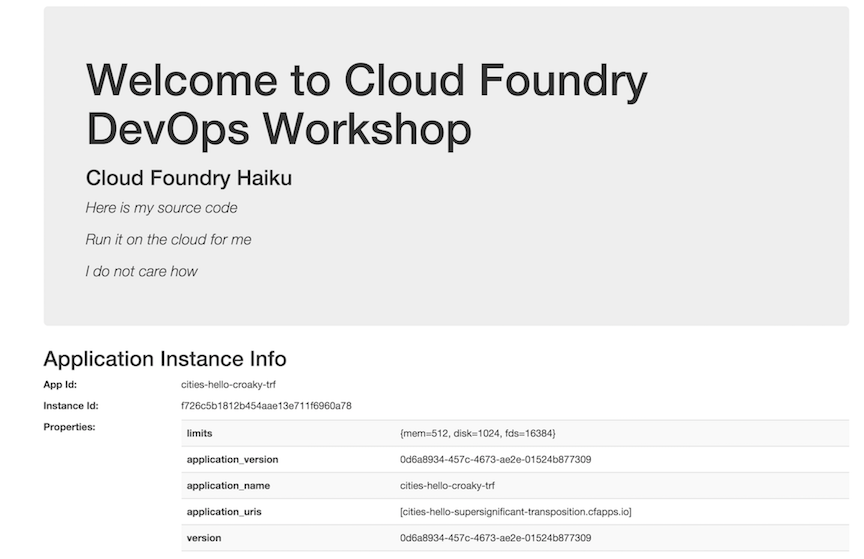 Welcome to Cloud Foundry
DevOps Workshop
Cloud Foundry Haiku
Here is my source code
Run it on the cloud for me
I do not care how
Application Instance Info
App Id: cities-hello-croaky-trf
Instance Id: f726c5b1812b454aae13e711f6960a78
Properties:
limits {mem=512, disk=1024, fds=16384}
application_version 0d6a8934-457c-4673-ae2e-01524b877309
application_name cities-hello-croaky-trf
application_uris [cities-hello-supersignificant-transposition.cfapps.io]
version 0d6a8934-457c-4673-ae2e-01524b877309